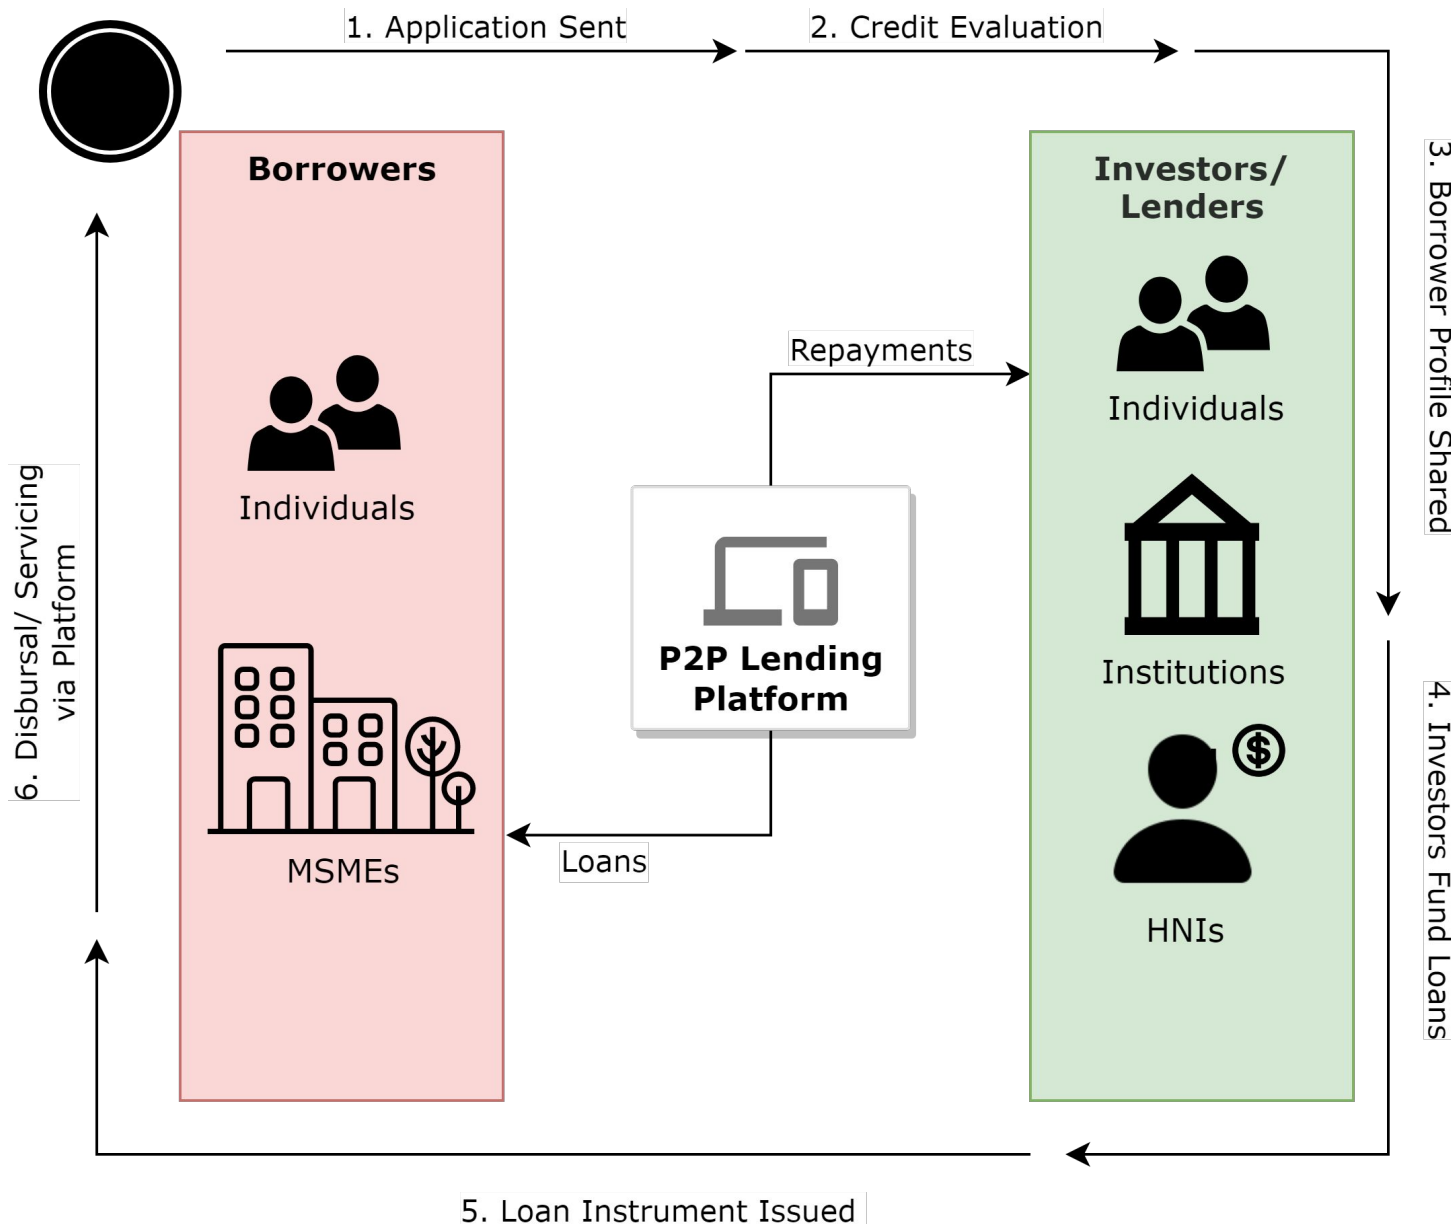 1. Application Sent
2. Credit Evaluation
Borrowers
Investors/
Lenders
3. Borrower Profile Shared
Repayments
Individuals
Individuals
6. Disbursal/ Servicing
via Platform
P2P Lending
Platform
Institutions
4. Investors Fund Loans
$
Loans
MSMEs
HNIs
5. Loan Instrument Issued